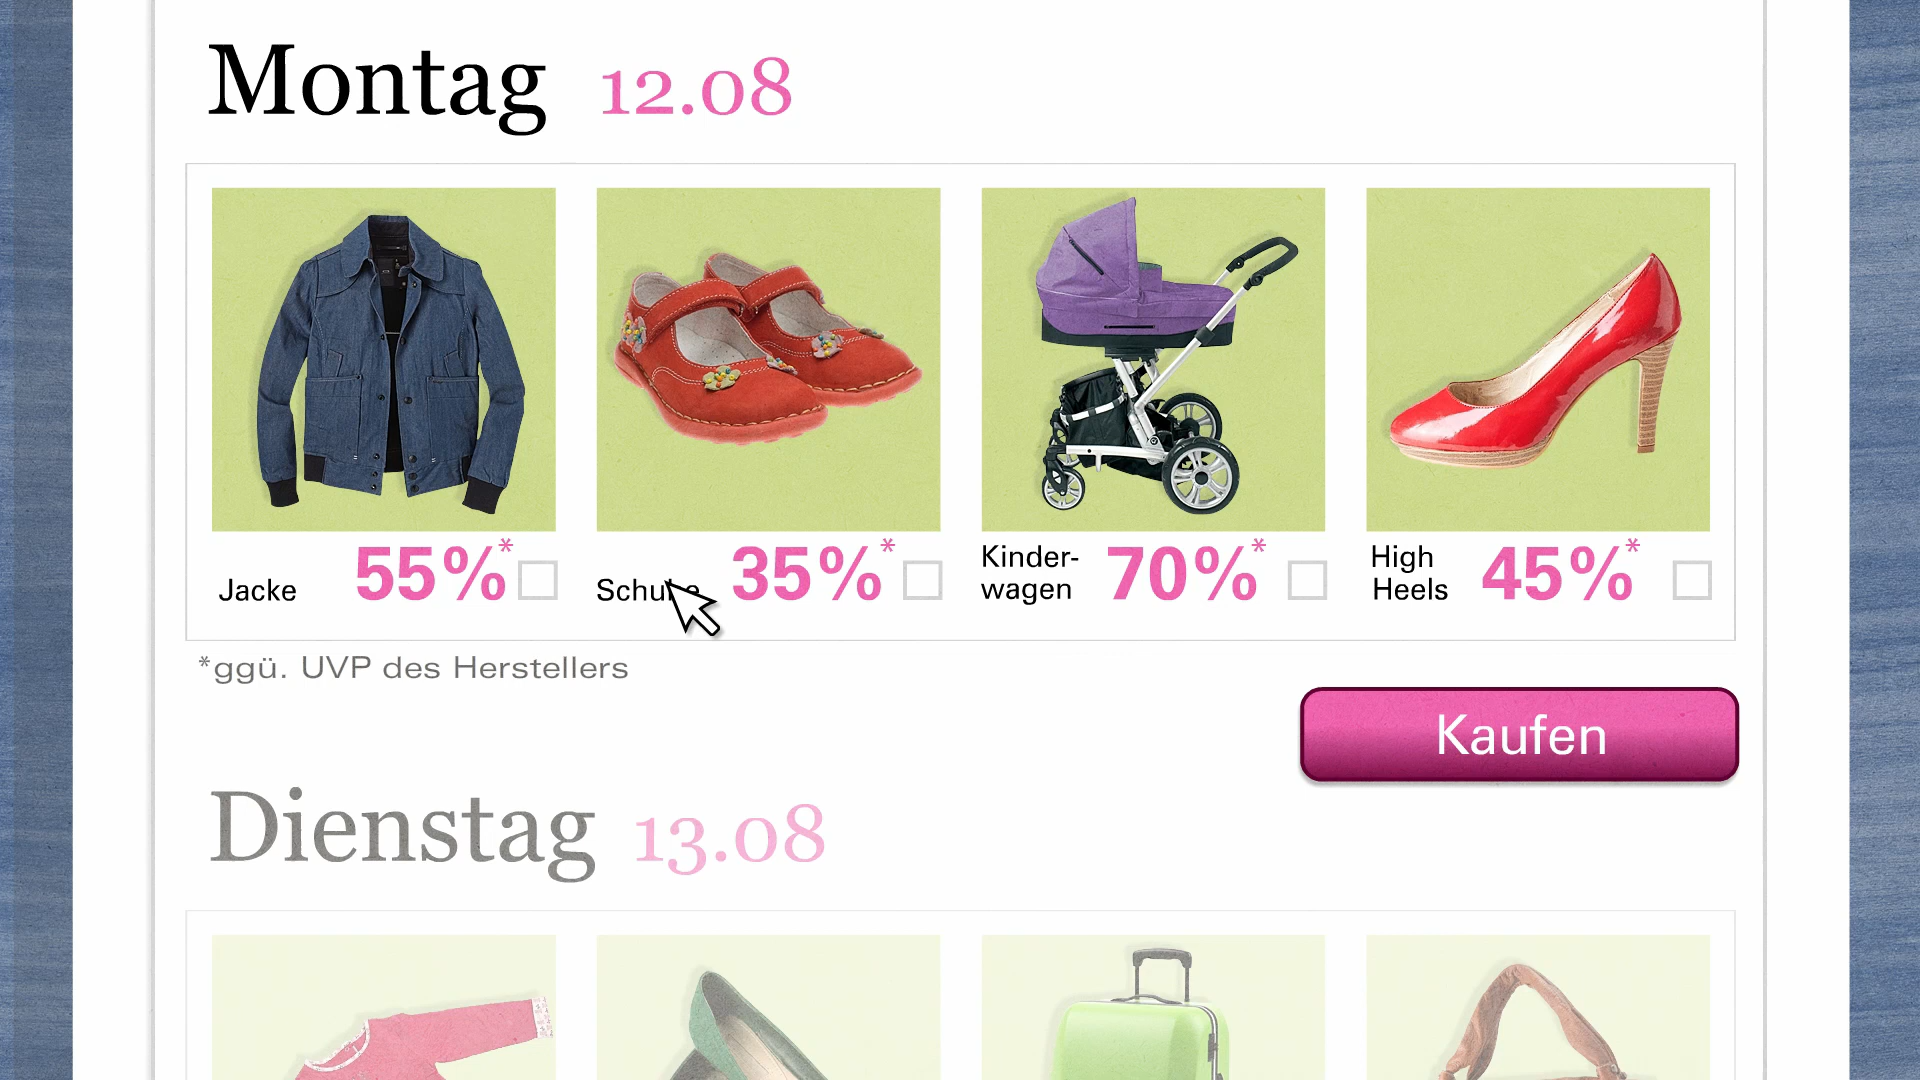 Montag 12.08
Jacke 55%*
35%*
Kinder-
wagen 70%*
High
Heels 45%*
*ggü. UVP des Herstellers
Kaufen
Dienstag 13.08